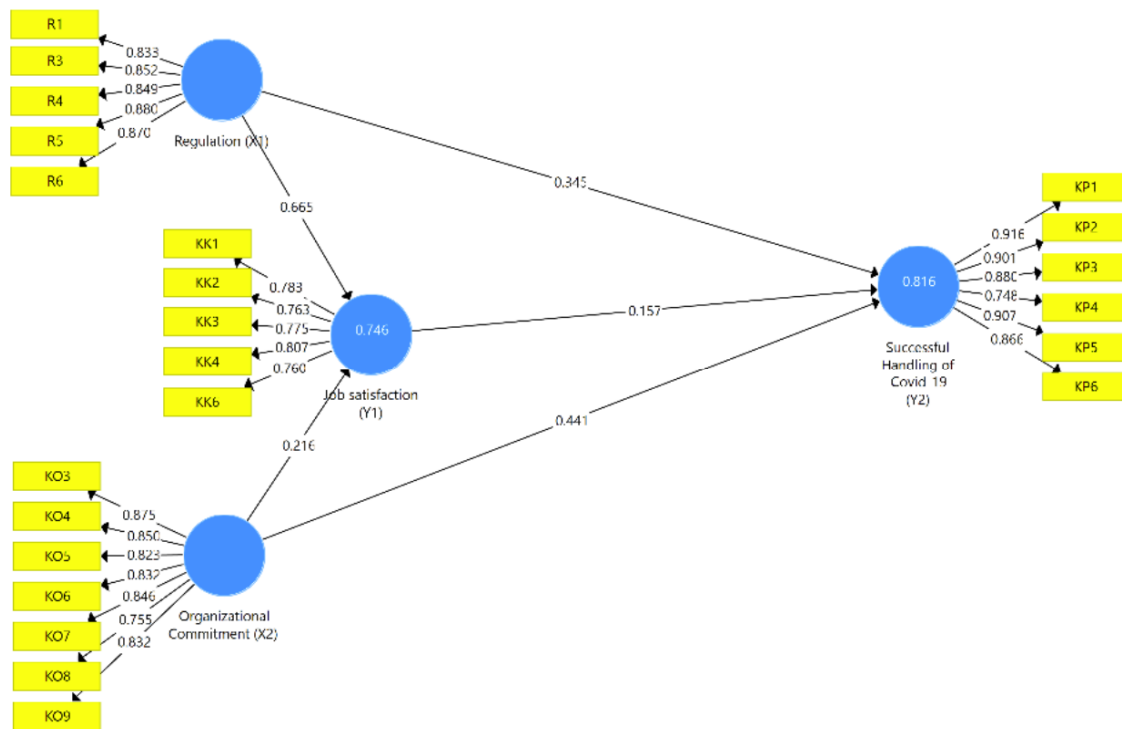 R1
R3
R4
R5
R6
0.833
0.852
0.849
0.880
0.870
Regulation (X1)
0.345
0.665
KK1
KK2
KK3
KK4
KK6
0.783
0.763
0.775
0.807
0.760
0.746
Job satisfaction
(Y1)
0.157
0.216
0.441
KO3
KO4
KO5
KO6
KO7
KO8
KO9
0.875
0.850
0.823
0.832
0.846
0.755
0.832
Organizational
Commitment (X2)
0.816
Successful
Handling of
Covid 19
(Y2)
0.916
0.901
0.880
0.748
0.907
0.866
KP1
KP2
KP3
KP4
KP5
KP6